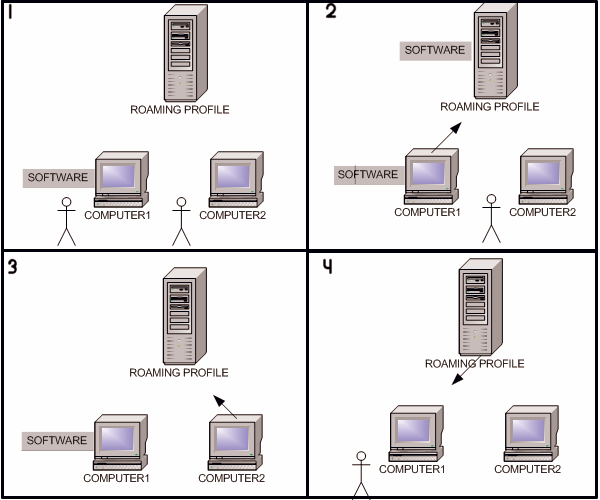 1
ROAMING PROFILE
SOFTWARE
COMPUTER1
COMPUTER2
2
SOFTWARE
ROAMING PROFILE
SOFTWARE
COMPUTER1
COMPUTER2
3
ROAMING PROFILE
SOFTWARE
COMPUTER1
COMPUTER2
4
ROAMING PROFILE
COMPUTER1
COMPUTER2